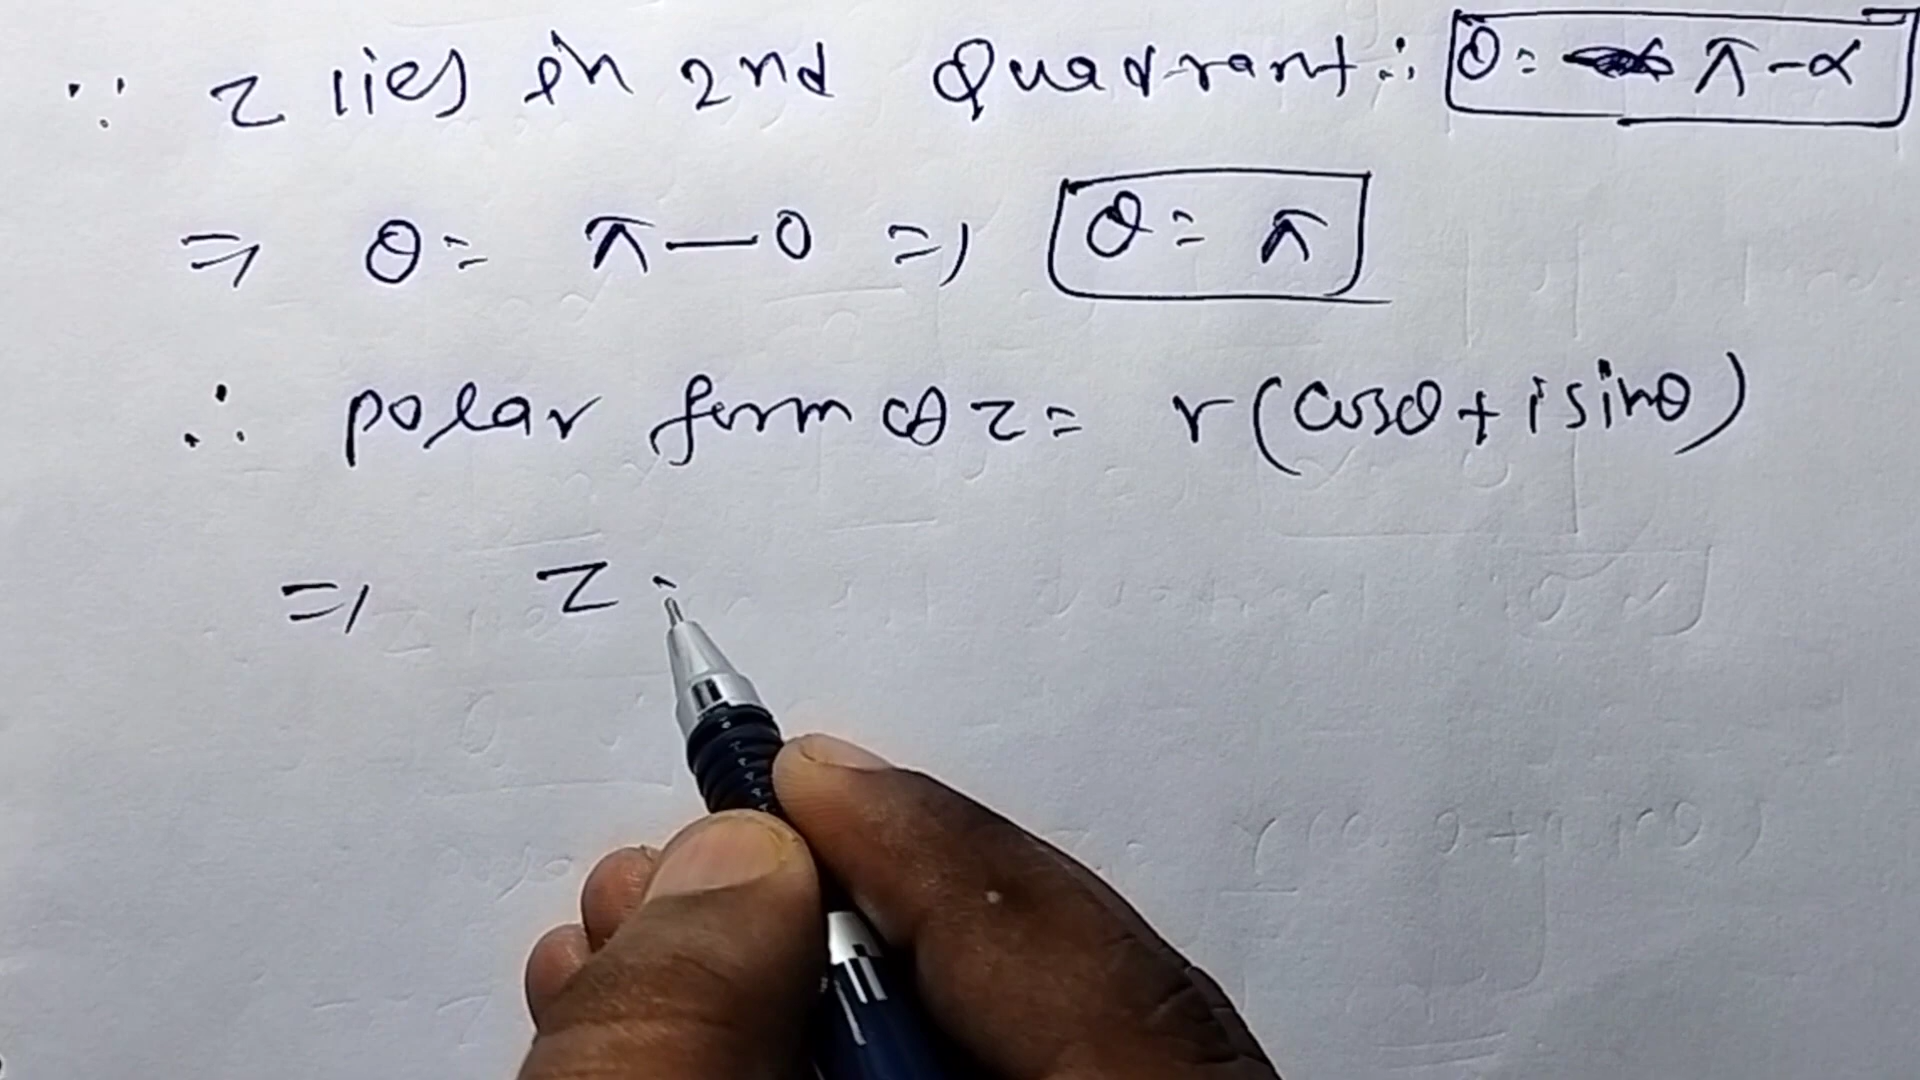 ∵ z lies in 2nd Quadrant ∴ θ = π - α
⇒ θ = π - 0 ⇒ θ = π
∴ polar form of z = r(cosθ + i sinθ)
⇒ z =